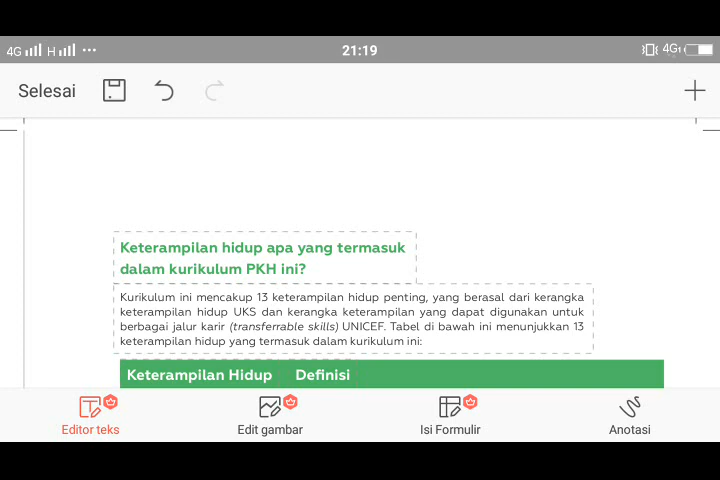 4G H 21:19 4G
Selesai
Keterampilan hidup apa yang termasuk
dalam kurikulum PKH ini?
Kurikulum ini mencakup 13 keterampilan hidup penting, yang berasal dari kerangka
keterampilan hidup UKS dan kerangka keterampilan yang dapat digunakan untuk
berbagai jalur karir (transferrable skills) UNICEF. Tabel di bawah ini menunjukkan 13
keterampilan hidup yang termasuk dalam kurikulum ini:
Keterampilan Hidup Definisi
Editor teks Edit gambar Isi Formulir Anotasi